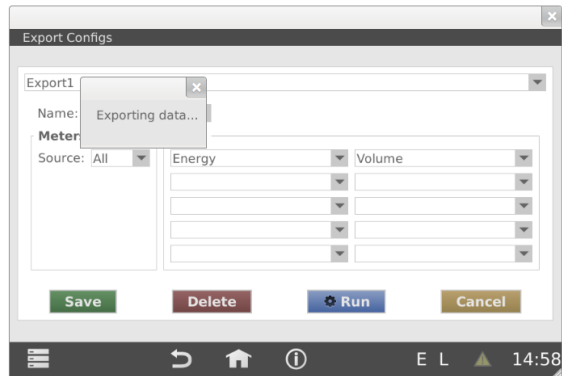 Export Configs
Export1
Name:
Exporting data...
Meter
Source: All
Energy Volume
Save Delete Run Cancel
E L 14:58